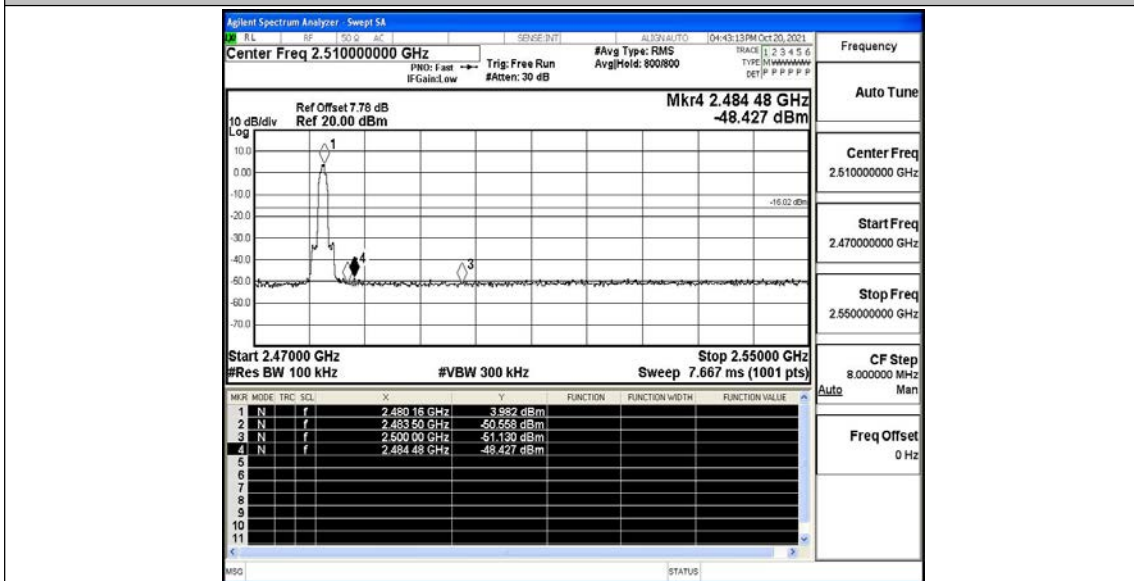 Agilent Spectrum Analyzer - Swept SA
RL RF 50 Ω AC SENSE:INT ALIGNAUTO 04:43:13PM Oct 20, 2021
Center Freq 2.510000000 GHz
PNO: Fast
IFGain:Low
Trig: Free Run
#Atten: 30 dB
#Avg Type: RMS
Avg|Hold: 800/800
TRACE 1 2 3 4 5 6
TYPE MWWWWW
DET P P P P P P
Ref Offset 7.78 dB
10 dB/div Ref 20.00 dBm
Mkr4 2.484 48 GHz
-48.427 dBm
Log
10.0
0.00
-10.0
-20.0
-30.0
-40.0
-50.0
-60.0
-70.0
1
4
3
-16.02 dBm
Start 2.47000 GHz Stop 2.55000 GHz
#Res BW 100 kHz #VBW 300 kHz Sweep 7.667 ms (1001 pts)
MKR MODE TRC SCL X Y FUNCTION FUNCTION WIDTH FUNCTION VALUE
1 N f 2.480 16 GHz 3.982 dBm
2 N f 2.483 50 GHz -50.558 dBm
3 N f 2.500 00 GHz -51.130 dBm
4 N f 2.484 48 GHz -48.427 dBm
5
6
7
8
9
10
11
MSG STATUS
Frequency
Auto Tune
Center Freq
2.510000000 GHz
Start Freq
2.470000000 GHz
Stop Freq
2.550000000 GHz
CF Step
8.000000 MHz
Auto Man
Freq Offset
0 Hz